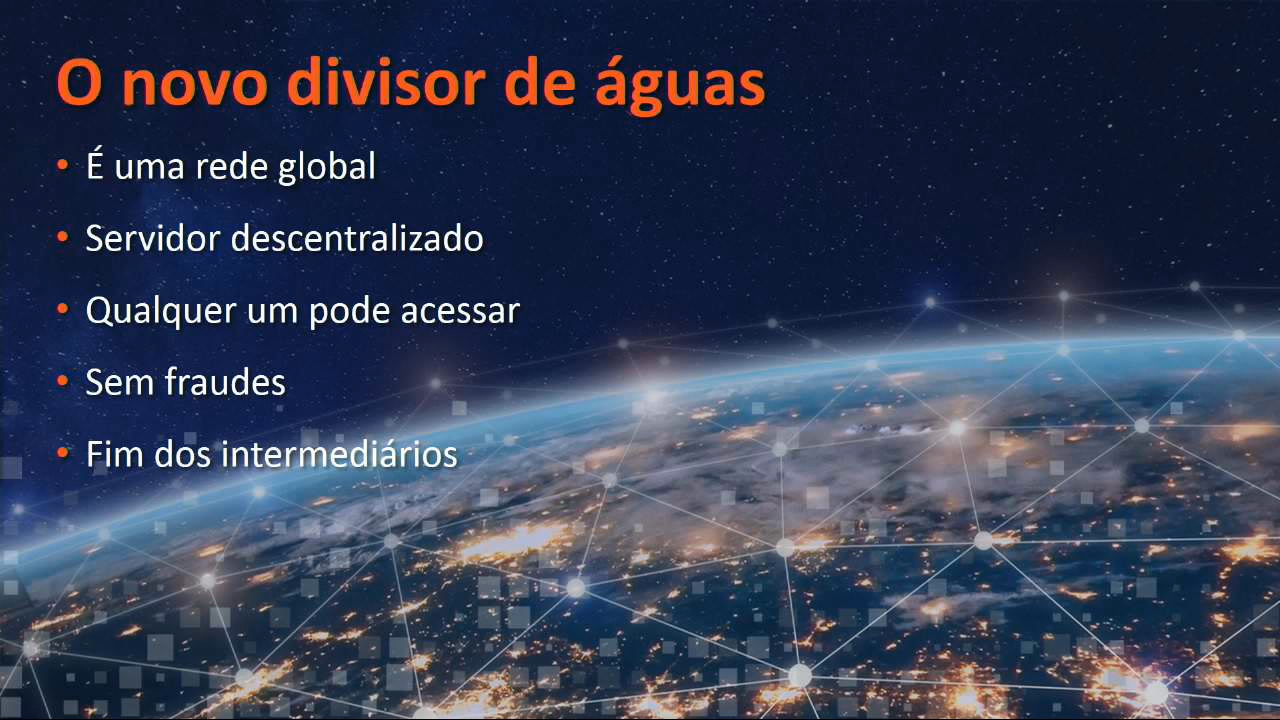 O novo divisor de águas
• É uma rede global
• Servidor descentralizado
• Qualquer um pode acessar
• Sem fraudes
• Fim dos intermediários